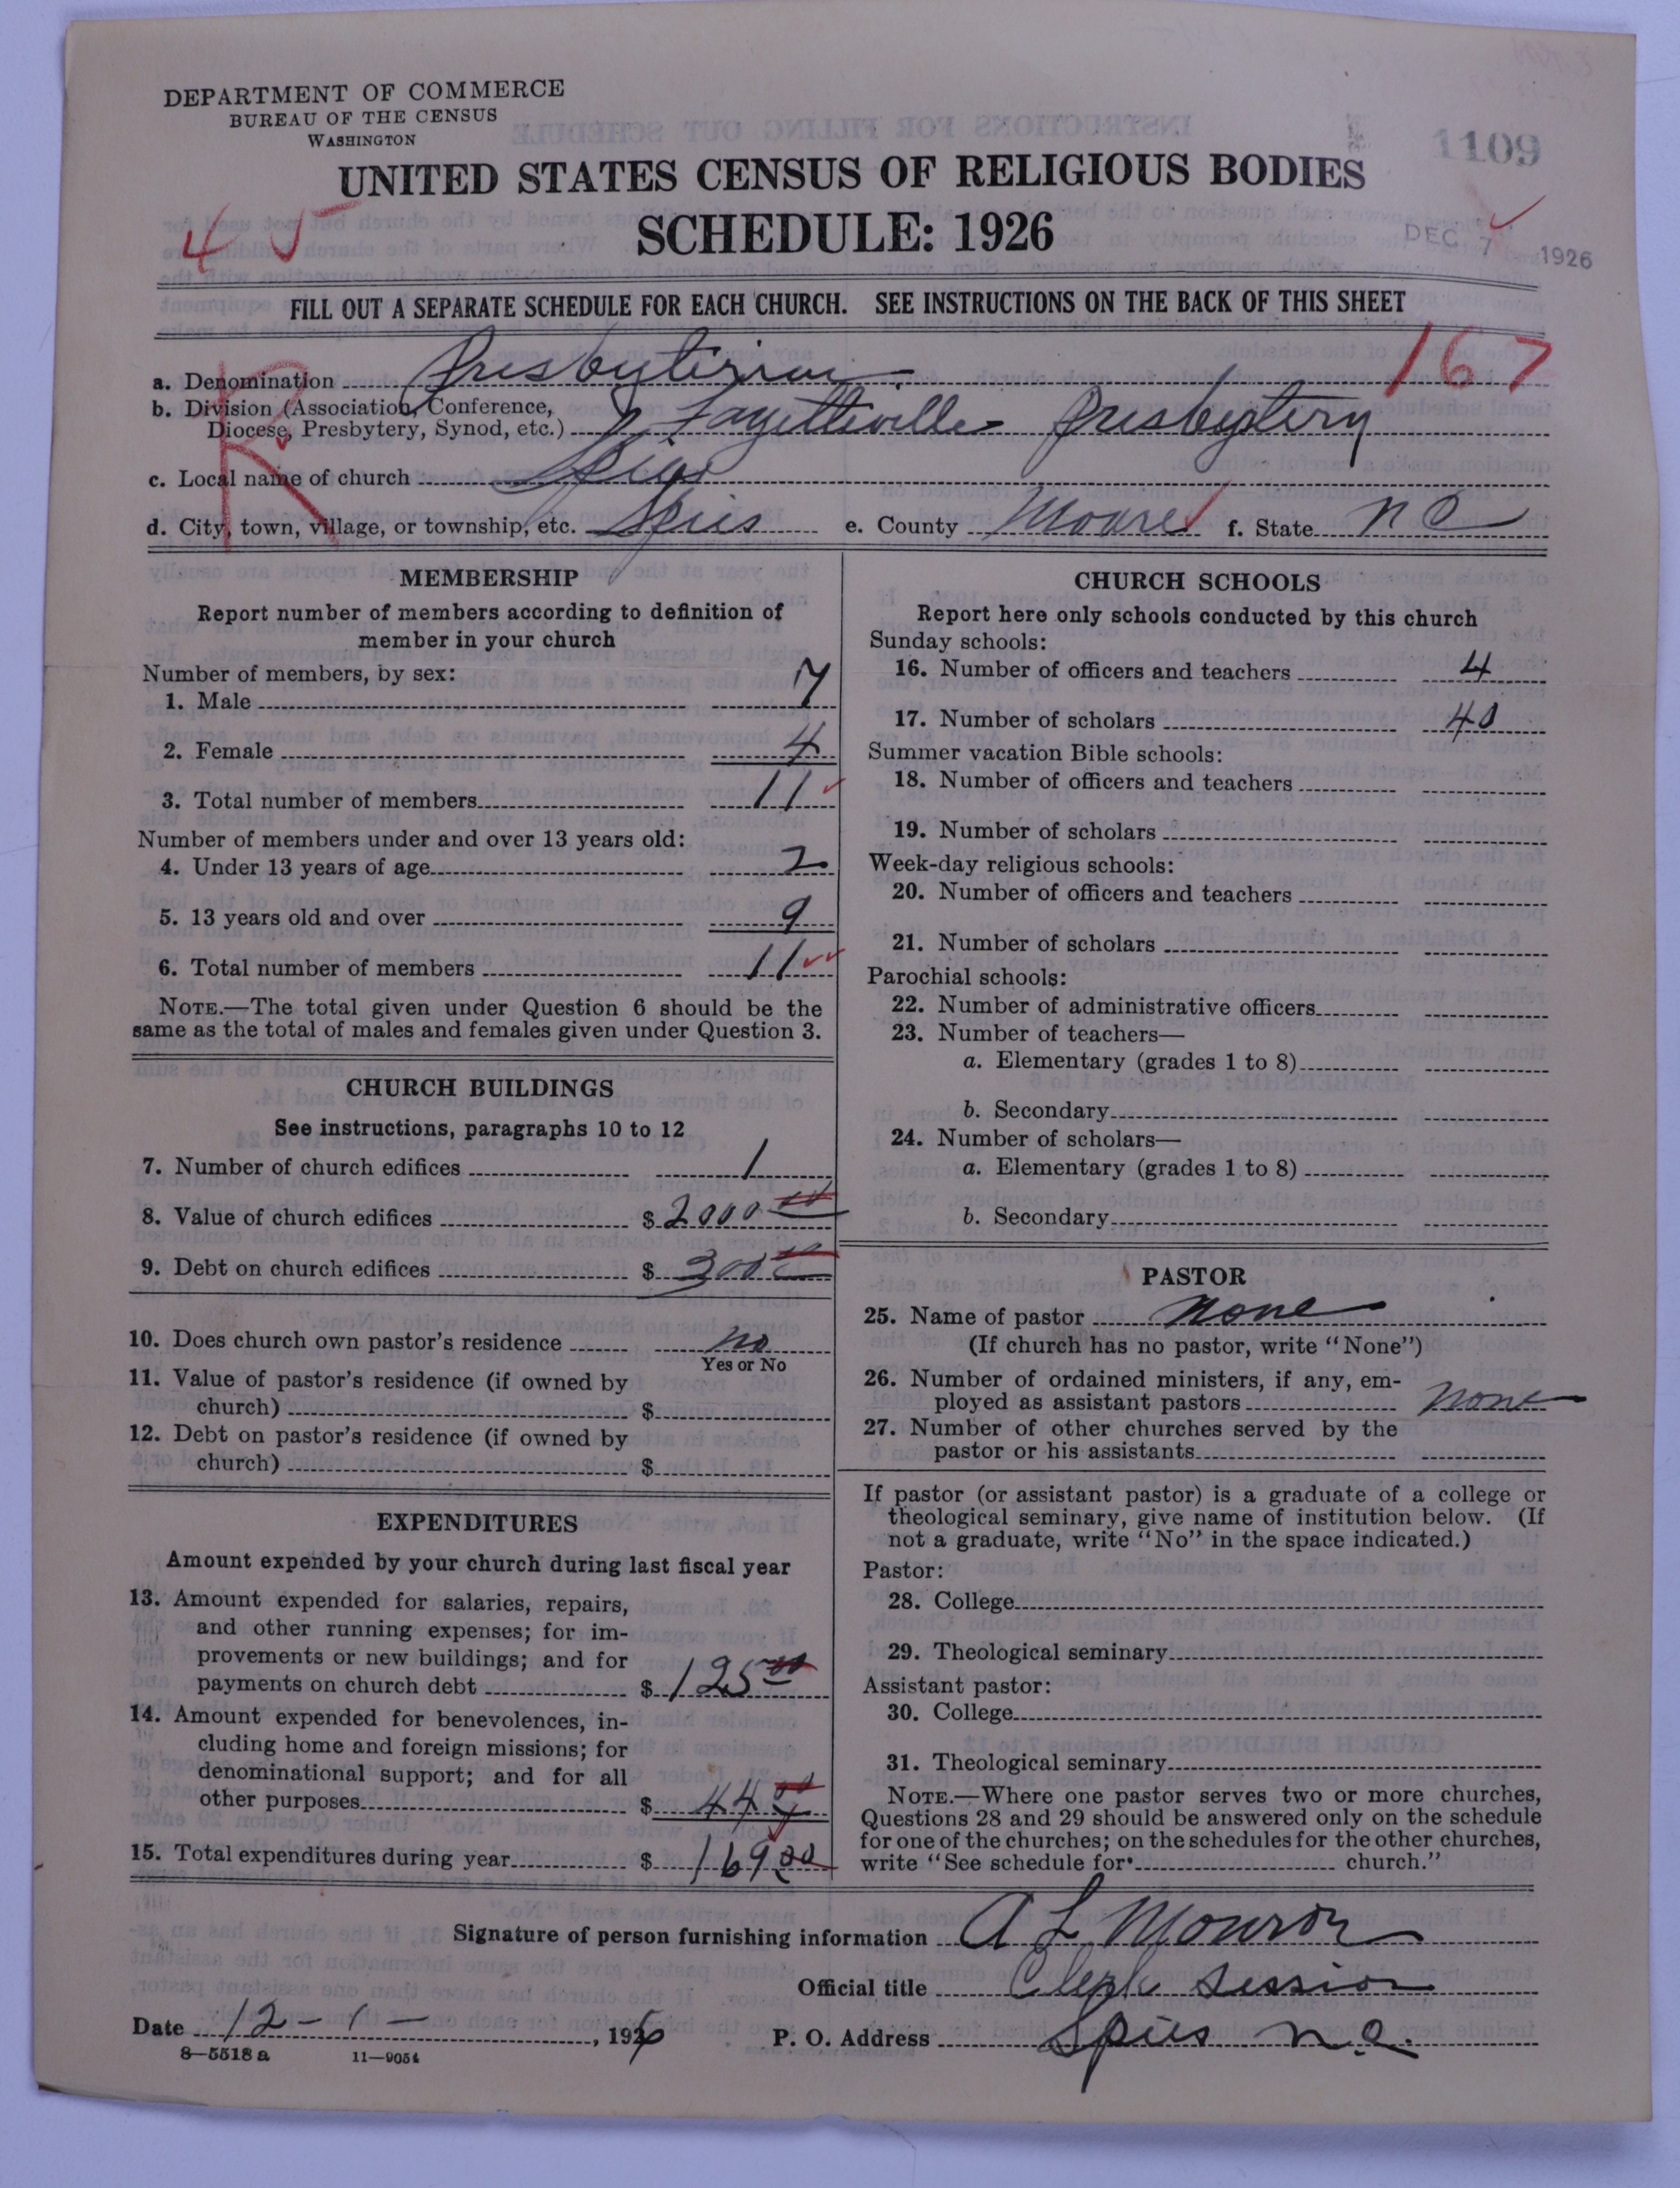 DEPARTMENT OF COMMERCE
BUREAU OF THE CENSUS
WASHINGTON
1109
UNITED STATES CENSUS OF RELIGIOUS BODIES
SCHEDULE: 1926
4 5
DEC 7 1926
FILL OUT A SEPARATE SCHEDULE FOR EACH CHURCH. SEE INSTRUCTIONS ON THE BACK OF THIS SHEET
167
R
a. Denomination Presbyterian
b. Division (Association, Conference,
Diocese, Presbytery, Synod, etc.) Fayetteville Presbytery
c. Local name of church
d. City, town, village, or township, etc. Spies e. County Moore f. State N C
MEMBERSHIP
Report number of members according to definition of
member in your church
Number of members, by sex:
1. Male 7
2. Female 4
3. Total number of members 11
Number of members under and over 13 years old:
4. Under 13 years of age 2
5. 13 years old and over 9
6. Total number of members 11
NOTE.—The total given under Question 6 should be the
same as the total of males and females given under Question 3.
CHURCH BUILDINGS
See instructions, paragraphs 10 to 12
7. Number of church edifices 1
8. Value of church edifices $ 2000 00
9. Debt on church edifices $ 300 00
10. Does church own pastor's residence no
Yes or No
11. Value of pastor's residence (if owned by
church) $
12. Debt on pastor's residence (if owned by
church) $
EXPENDITURES
Amount expended by your church during last fiscal year
13. Amount expended for salaries, repairs,
and other running expenses; for im-
provements or new buildings; and for
payments on church debt $ 125 00
14. Amount expended for benevolences, in-
cluding home and foreign missions; for
denominational support; and for all
other purposes $ 44 00
15. Total expenditures during year $ 169 00
CHURCH SCHOOLS
Report here only schools conducted by this church
Sunday schools:
16. Number of officers and teachers 4
17. Number of scholars 40
Summer vacation Bible schools:
18. Number of officers and teachers
19. Number of scholars
Week-day religious schools:
20. Number of officers and teachers
21. Number of scholars
Parochial schools:
22. Number of administrative officers
23. Number of teachers—
a. Elementary (grades 1 to 8)
b. Secondary
24. Number of scholars—
a. Elementary (grades 1 to 8)
b. Secondary
PASTOR
25. Name of pastor None
(If church has no pastor, write "None")
26. Number of ordained ministers, if any, em-
ployed as assistant pastors None
27. Number of other churches served by the
pastor or his assistants
If pastor (or assistant pastor) is a graduate of a college or
theological seminary, give name of institution below. (If
not a graduate, write "No" in the space indicated.)
Pastor:
28. College
29. Theological seminary
Assistant pastor:
30. College
31. Theological seminary
NOTE.—Where one pastor serves two or more churches,
Questions 28 and 29 should be answered only on the schedule
for one of the churches; on the schedules for the other churches,
write "See schedule for church."
Signature of person furnishing information A L Monroe
Official title Clerk Session
Date 12-1-, 1926 P. O. Address Spies N.C.
8—5518 a 11—9054